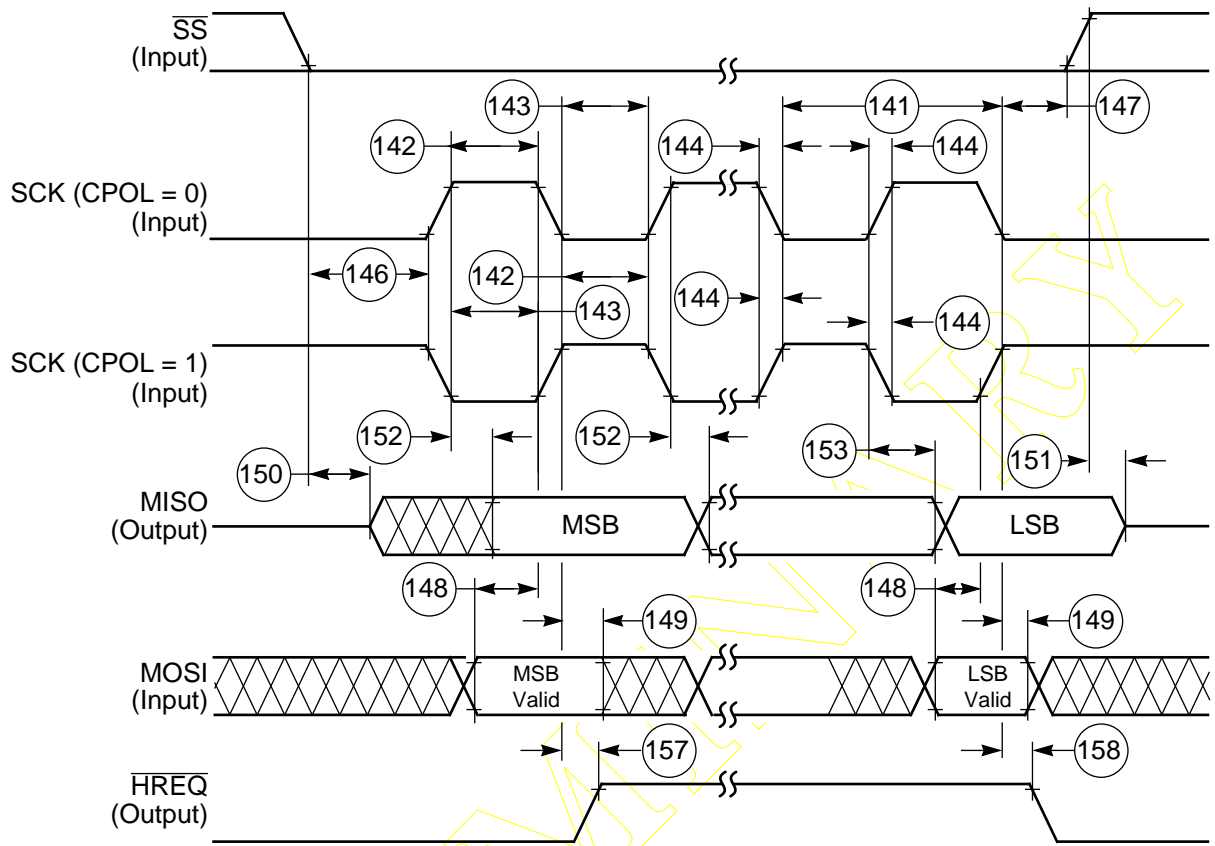 SS
(Input)
143
141
147
142
144
144
SCK (CPOL = 0)
(Input)
146
142
144
143
144
SCK (CPOL = 1)
(Input)
152
152
153
150
151
MISO
(Output)
MSB
LSB
148
148
149
149
MOSI
(Input)
MSB
Valid
LSB
Valid
157
158
HREQ
(Output)